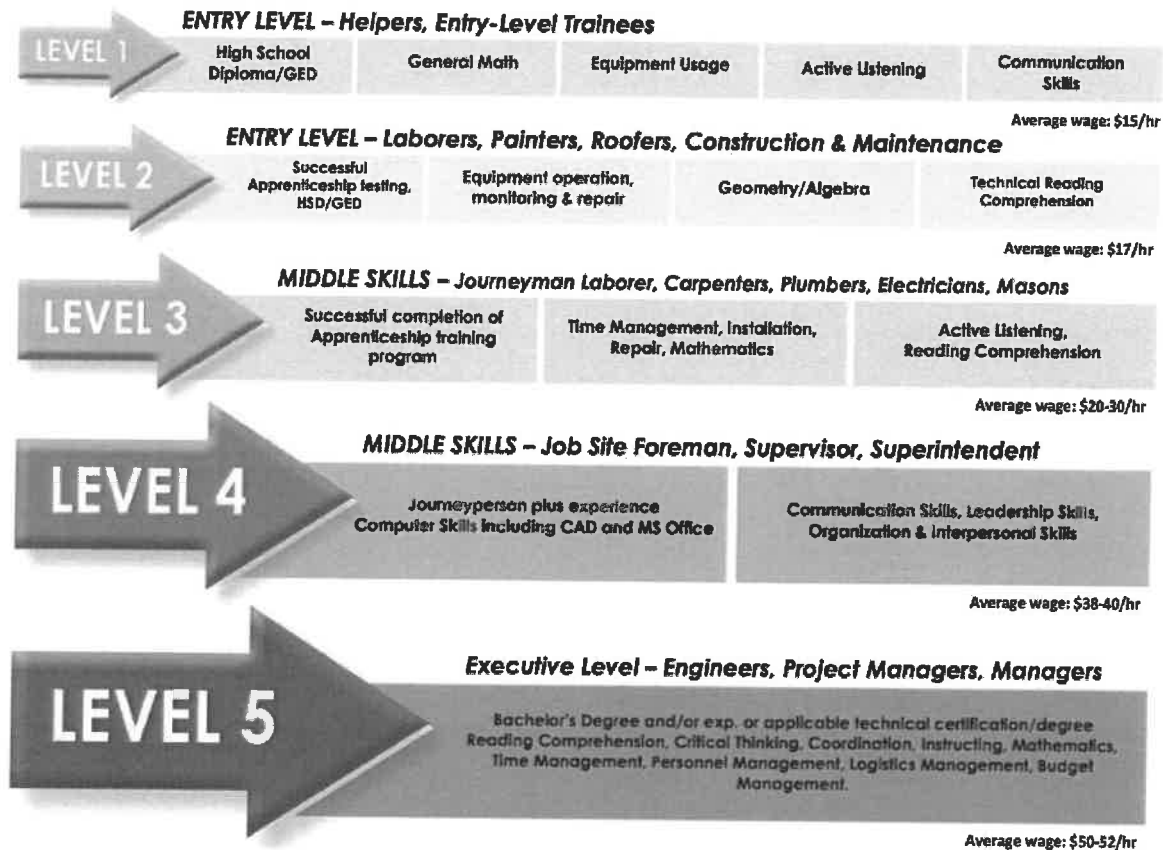 ENTRY LEVEL – Helpers, Entry-Level Trainees
LEVEL 1
High School
Diploma/GED
General Math
Equipment Usage
Active Listening
Communication
Skills
Average wage: $15/hr
ENTRY LEVEL – Laborers, Painters, Roofers, Construction & Maintenance
LEVEL 2
Successful
Apprenticeship testing,
HSD/GED
Equipment operation,
monitoring & repair
Geometry/Algebra
Technical Reading
Comprehension
Average wage: $17/hr
MIDDLE SKILLS – Journeyman Laborer, Carpenters, Plumbers, Electricians, Masons
LEVEL 3
Successful completion of
Apprenticeship training
program
Time Management, Installation,
Repair, Mathematics
Active Listening,
Reading Comprehension
Average wage: $20-30/hr
MIDDLE SKILLS – Job Site Foreman, Supervisor, Superintendent
LEVEL 4
Journeyperson plus experience
Computer Skills including CAD and MS Office
Communication Skills, Leadership Skills,
Organization & Interpersonal Skills
Average wage: $38-40/hr
Executive Level – Engineers, Project Managers, Managers
LEVEL 5
Bachelor's Degree and/or exp. or applicable technical certification/degree
Reading Comprehension, Critical Thinking, Coordination, Instructing, Mathematics,
Time Management, Personnel Management, Logistics Management, Budget
Management.
Average wage: $50-52/hr